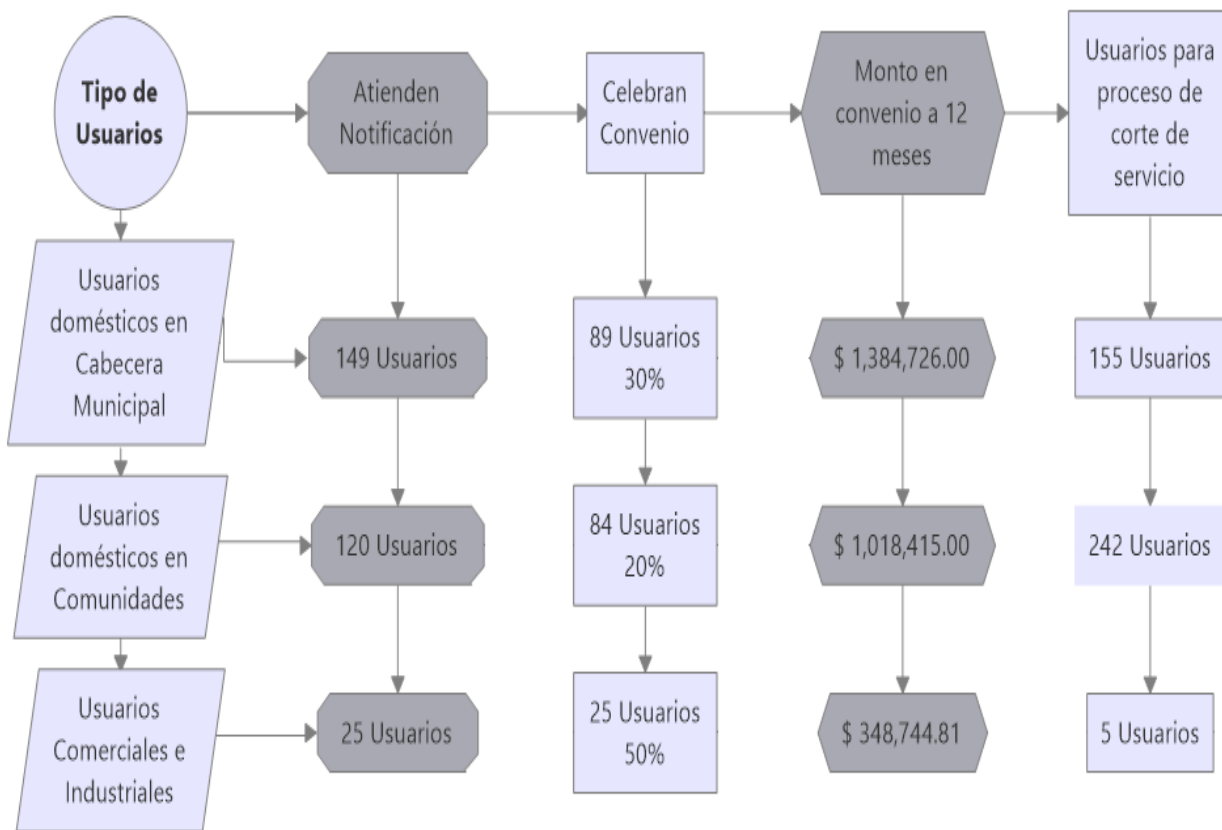 Tipo de
Usuarios
Atienden
Notificación
Celebran
Convenio
Monto en
convenio a 12
meses
Usuarios para
proceso de
corte de
servicio
Usuarios
domésticos en
Cabecera
Municipal
149 Usuarios
89 Usuarios
30%
$ 1,384,726.00
155 Usuarios
Usuarios
domésticos en
Comunidades
120 Usuarios
84 Usuarios
20%
$ 1,018,415.00
242 Usuarios
Usuarios
Comerciales e
Industriales
25 Usuarios
25 Usuarios
50%
$ 348,744.81
5 Usuarios